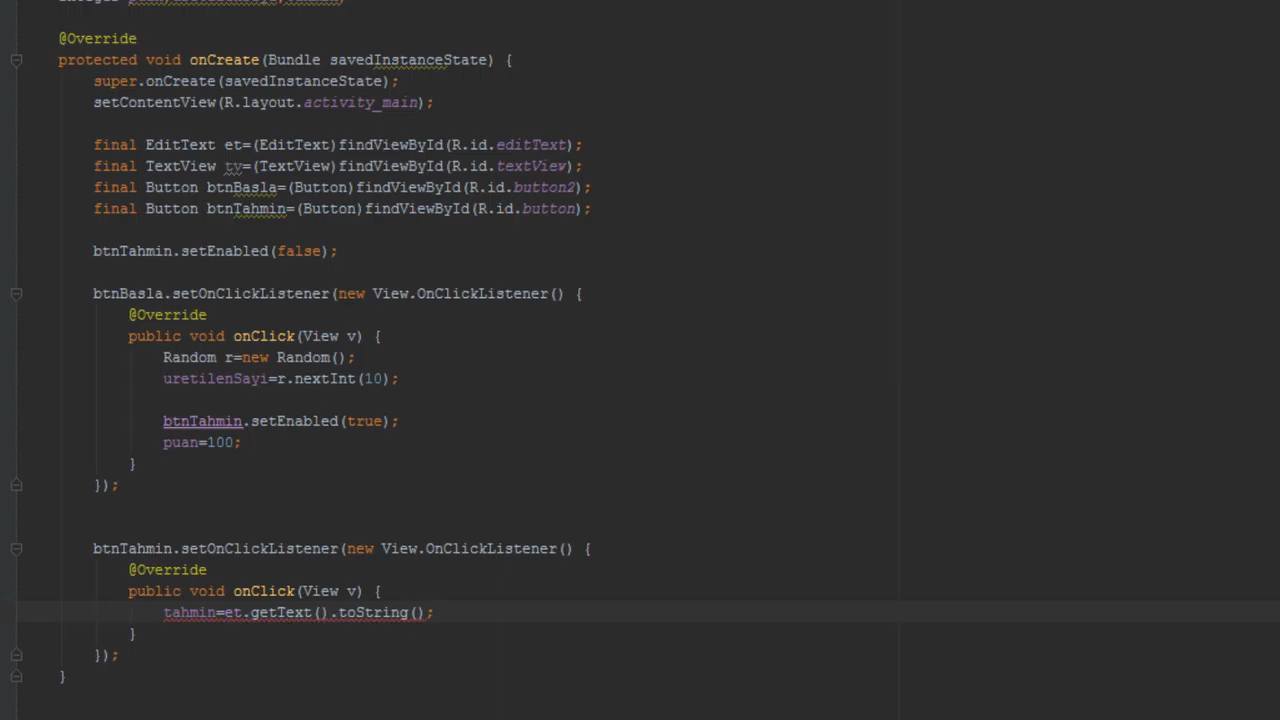 @Override
protected void onCreate(Bundle savedInstanceState) {
super.onCreate(savedInstanceState);
setContentView(R.layout.activity_main);
final EditText et=(EditText)findViewById(R.id.editText);
final TextView tv=(TextView)findViewById(R.id.textView);
final Button btnBasla=(Button)findViewById(R.id.button2);
final Button btnTahmin=(Button)findViewById(R.id.button);
btnTahmin.setEnabled(false);
btnBasla.setOnClickListener(new View.OnClickListener() {
@Override
public void onClick(View v) {
Random r=new Random();
uretilenSayi=r.nextInt(10);
btnTahmin.setEnabled(true);
puan=100;
}
});
btnTahmin.setOnClickListener(new View.OnClickListener() {
@Override
public void onClick(View v) {
tahmin=et.getText().toString();
}
});
}